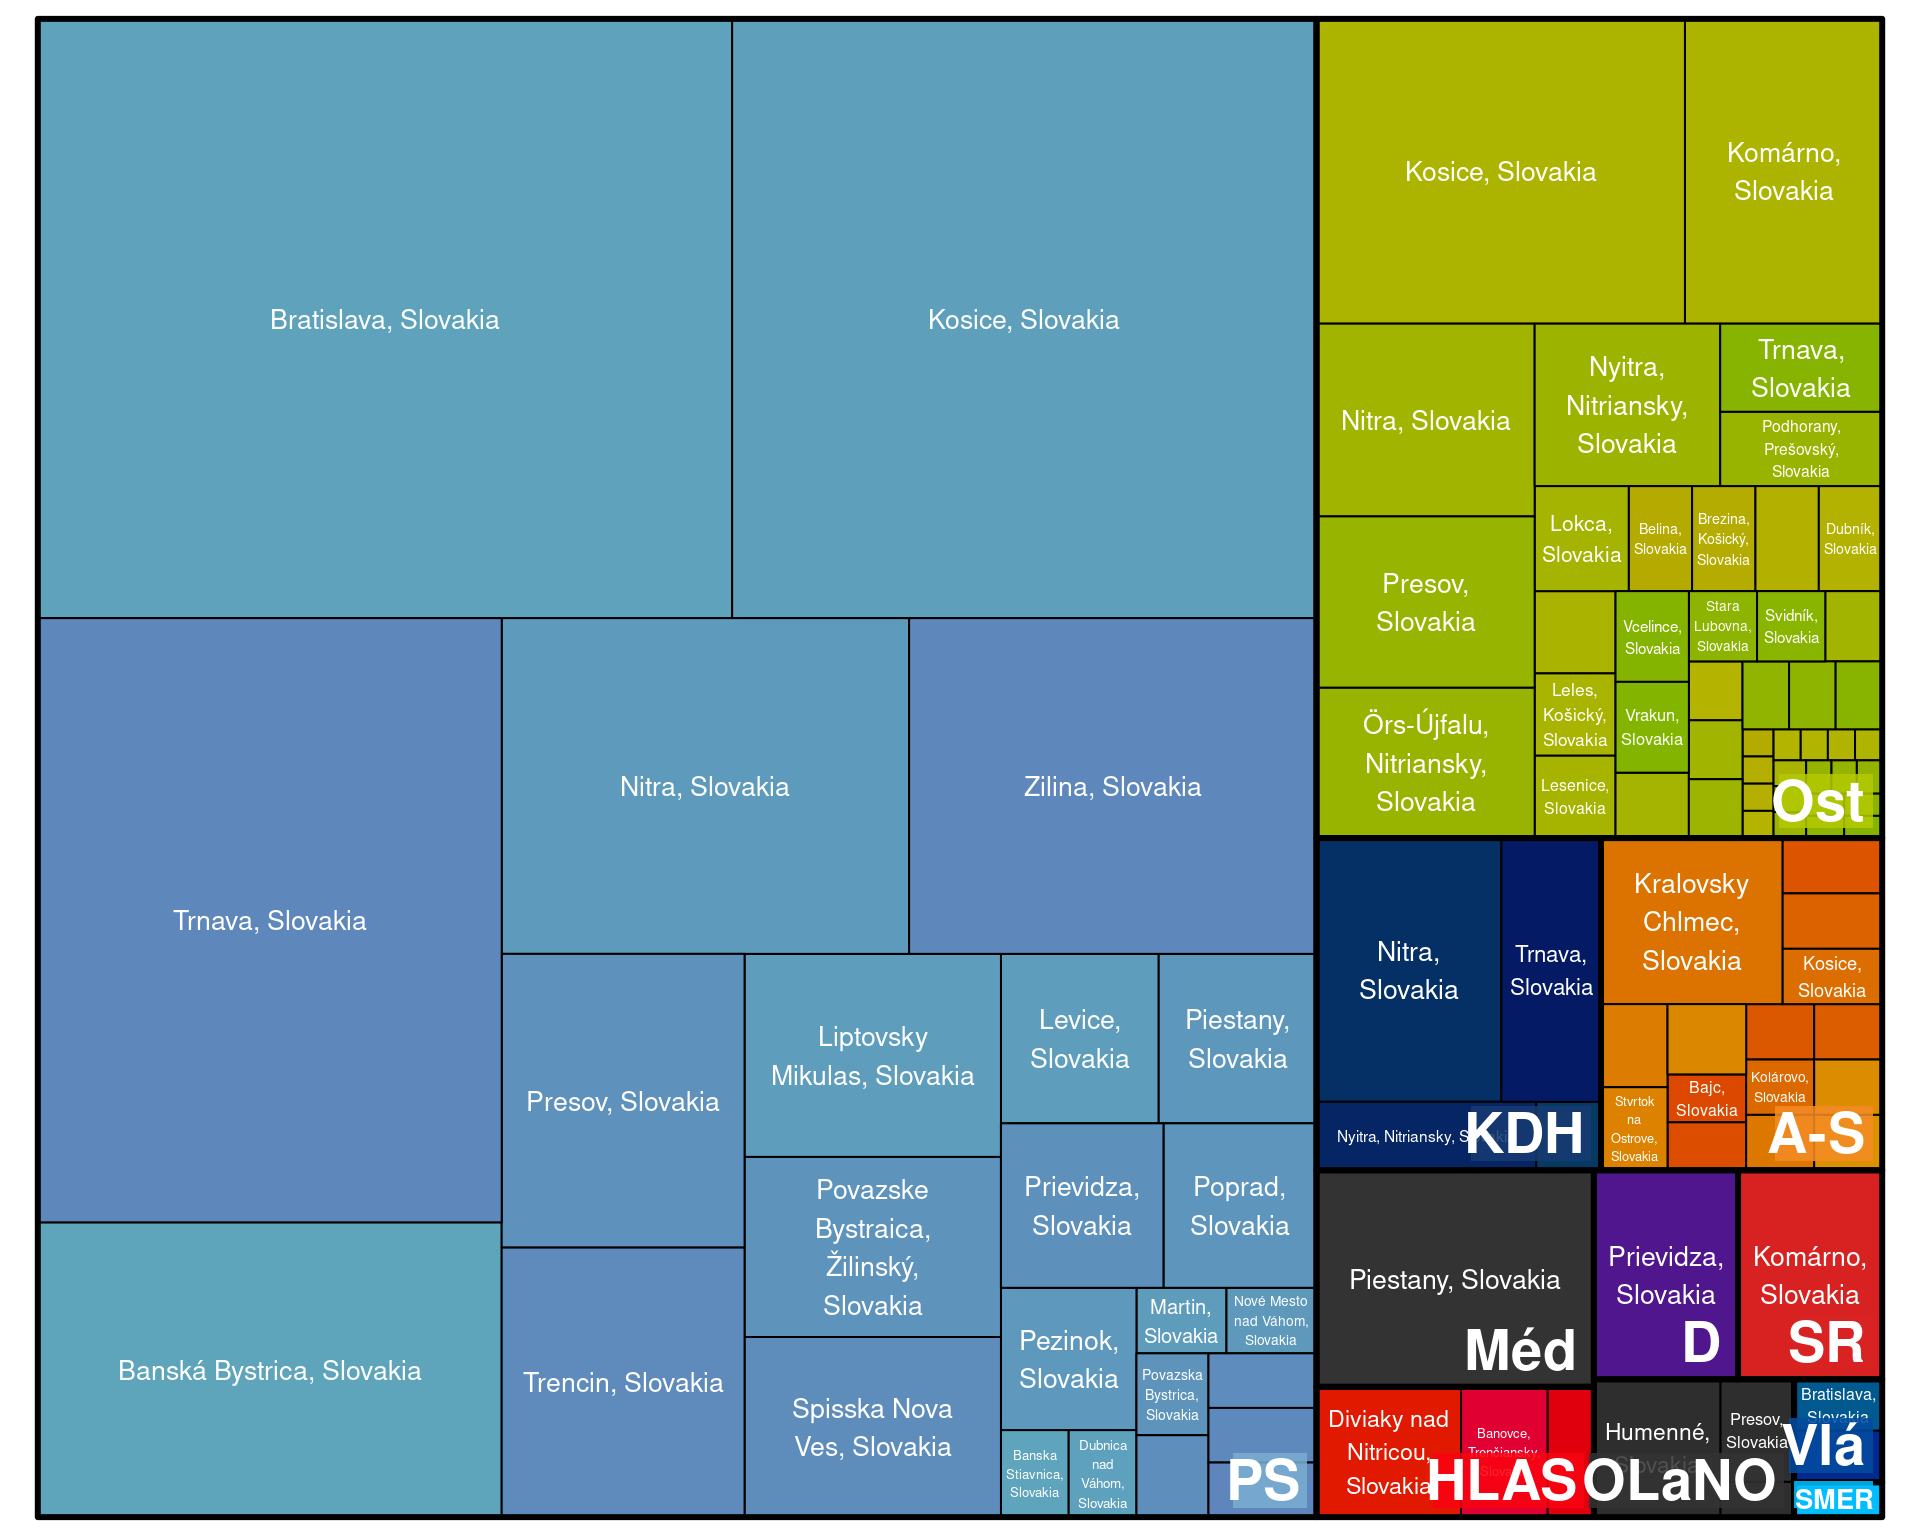 Bratislava, Slovakia
Kosice, Slovakia
Trnava, Slovakia
Nitra, Slovakia
Zilina, Slovakia
Banská Bystrica, Slovakia
Presov, Slovakia
Trencin, Slovakia
Liptovsky
Mikulas, Slovakia
Povazske
Bystraica,
Žilinský,
Slovakia
Spisska Nova
Ves, Slovakia
Levice,
Slovakia
Piestany,
Slovakia
Prievidza,
Slovakia
Poprad,
Slovakia
Pezinok,
Slovakia
Martin,
Slovakia
Nové Mesto
nad Váhom,
Slovakia
Povazska
Bystrica,
Slovakia
Banska
Stiavnica,
Slovakia
Dubnica
nad
Váhom,
Slovakia
PS
Kosice, Slovakia
Komárno,
Slovakia
Nitra, Slovakia
Nyitra,
Nitriansky,
Slovakia
Trnava,
Slovakia
Podhorany,
Prešovský,
Slovakia
Presov,
Slovakia
Örs-Újfalu,
Nitriansky,
Slovakia
Lokca,
Slovakia
Belina,
Slovakia
Brezina,
Košický,
Slovakia
Dubník,
Slovakia
Vcelince,
Slovakia
Stara
Lubovna,
Slovakia
Svidník,
Slovakia
Leles,
Košický,
Slovakia
Vrakun,
Slovakia
Lesenice,
Slovakia
Ost
Nitra,
Slovakia
Trnava,
Slovakia
Nyitra, Nitriansky,
KDH
Kralovsky
Chlmec,
Slovakia
Kosice,
Slovakia
Stvrtok
na
Ostrove,
Slovakia
Bajc,
Slovakia
Kolárovo,
Slovakia
A-S
Piestany, Slovakia
Méd
Prievidza,
Slovakia
D
Komárno,
Slovakia
SR
Diviaky nad
Nitricou,
Slovakia
Banovce,
Trenčiansky,
Slovakia
HLAS
Humenné,
Slovakia
Presov,
Slovakia
OLaNO
Bratislava,
Slovakia
Vlá
SMER